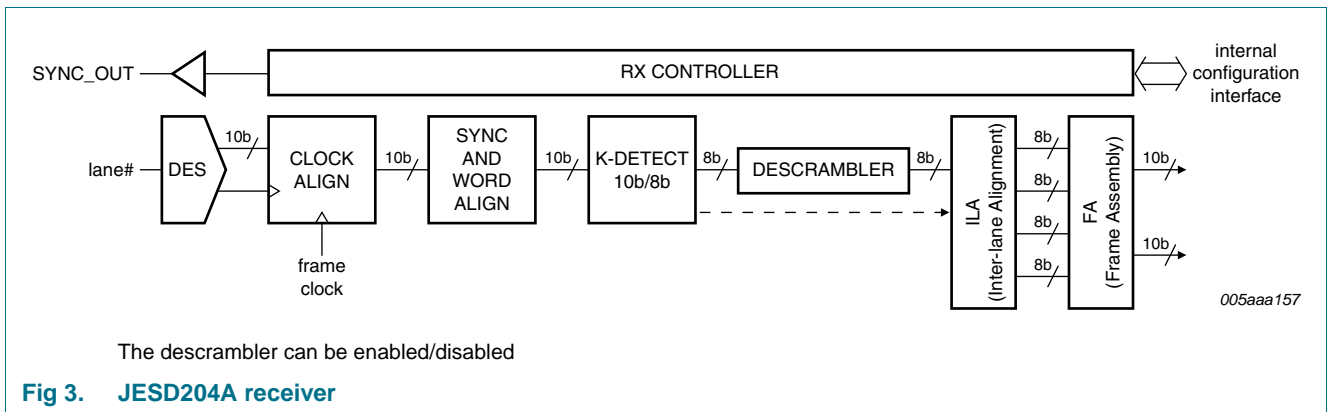 SYNC_OUT
RX CONTROLLER
internal
configuration
interface
lane#
DES
10b
CLOCK
ALIGN
frame
clock
10b
SYNC
AND
WORD
ALIGN
10b
K-DETECT
10b/8b
8b
DESCRAMBLER
8b
ILA
(Inter-lane Alignment)
8b
8b
8b
8b
FA
(Frame Assembly)
10b
10b
005aaa157
The descrambler can be enabled/disabled
Fig 3. JESD204A receiver